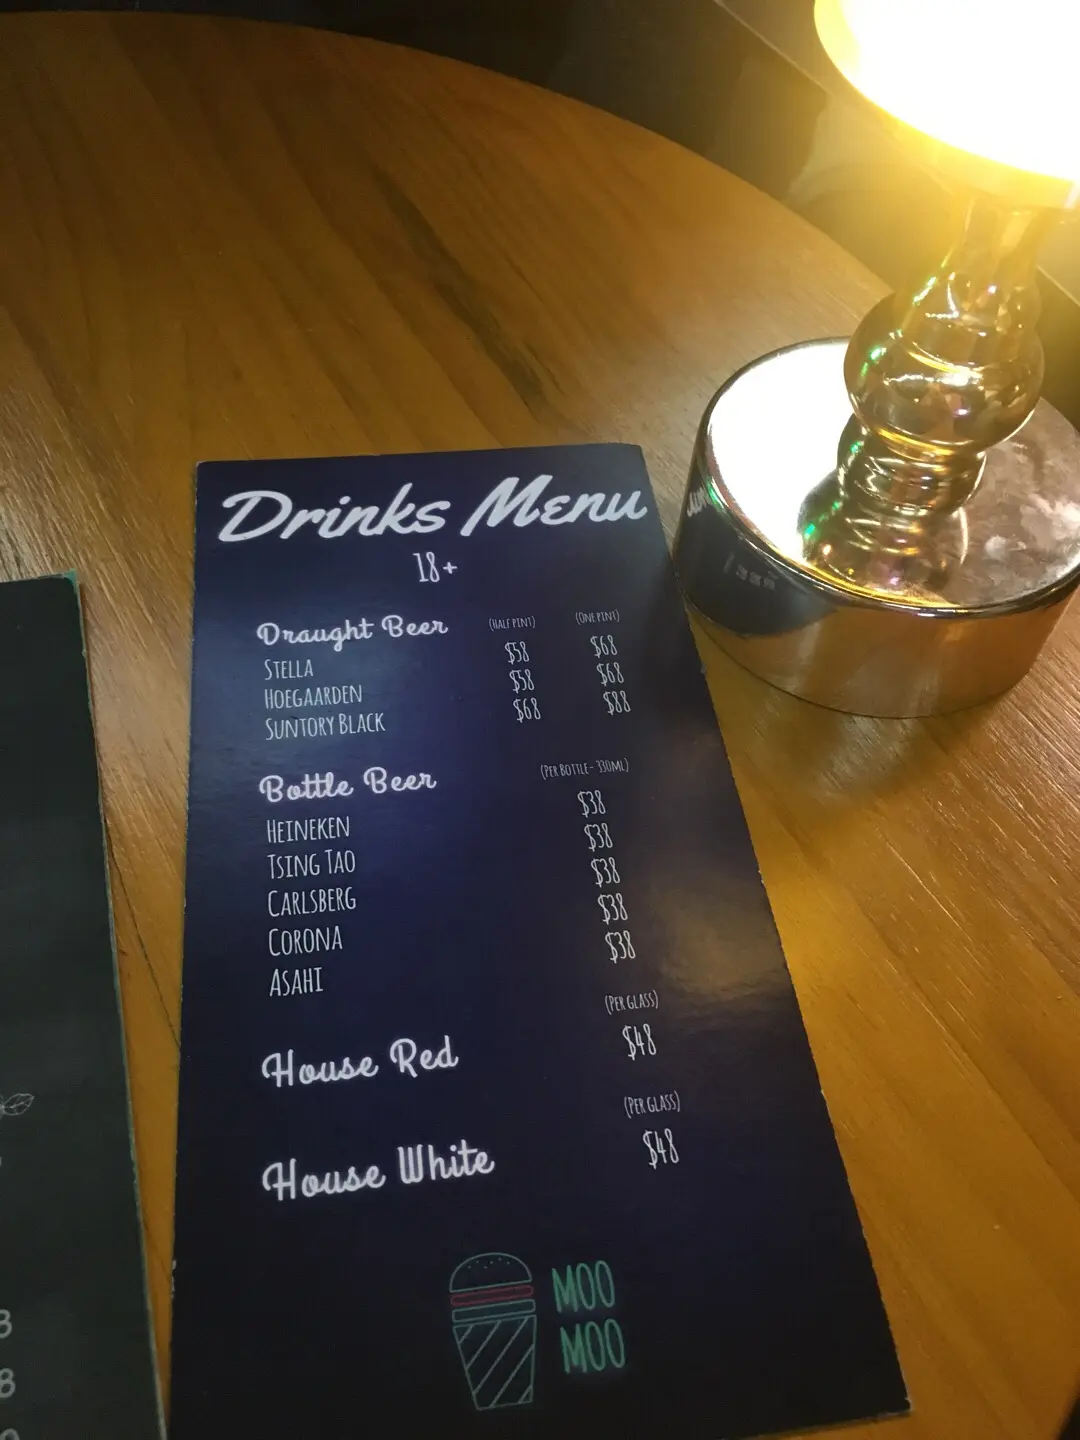 Drinks Menu
18+
Draught Beer (Half Pint) (One Pint)
Stella $58 $68
Hoegaarden $58 $68
Suntory Black $68 $88
Bottle Beer (Per Bottle- 330ml)
Heineken $38
Tsing Tao $38
Carlsberg $38
Corona $38
Asahi $38
(Per Glass)
House Red $48
(Per Glass)
House White $48
MOO
MOO
8